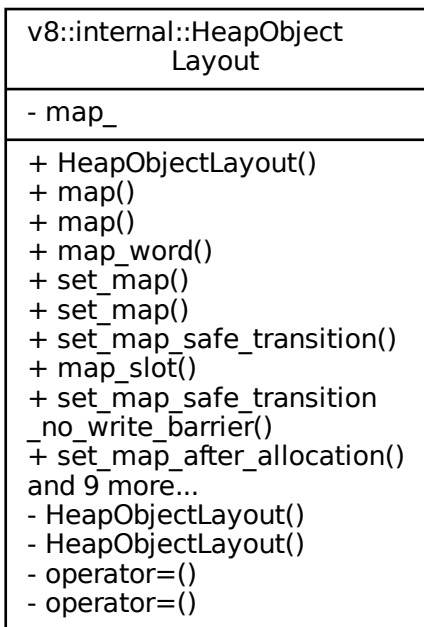 v8::internal::HeapObject
Layout
- map_
+ HeapObjectLayout()
+ map()
+ map()
+ map_word()
+ set_map()
+ set_map()
+ set_map_safe_transition()
+ map_slot()
+ set_map_safe_transition
_no_write_barrier()
+ set_map_after_allocation()
and 9 more...
- HeapObjectLayout()
- HeapObjectLayout()
- operator=()
- operator=()